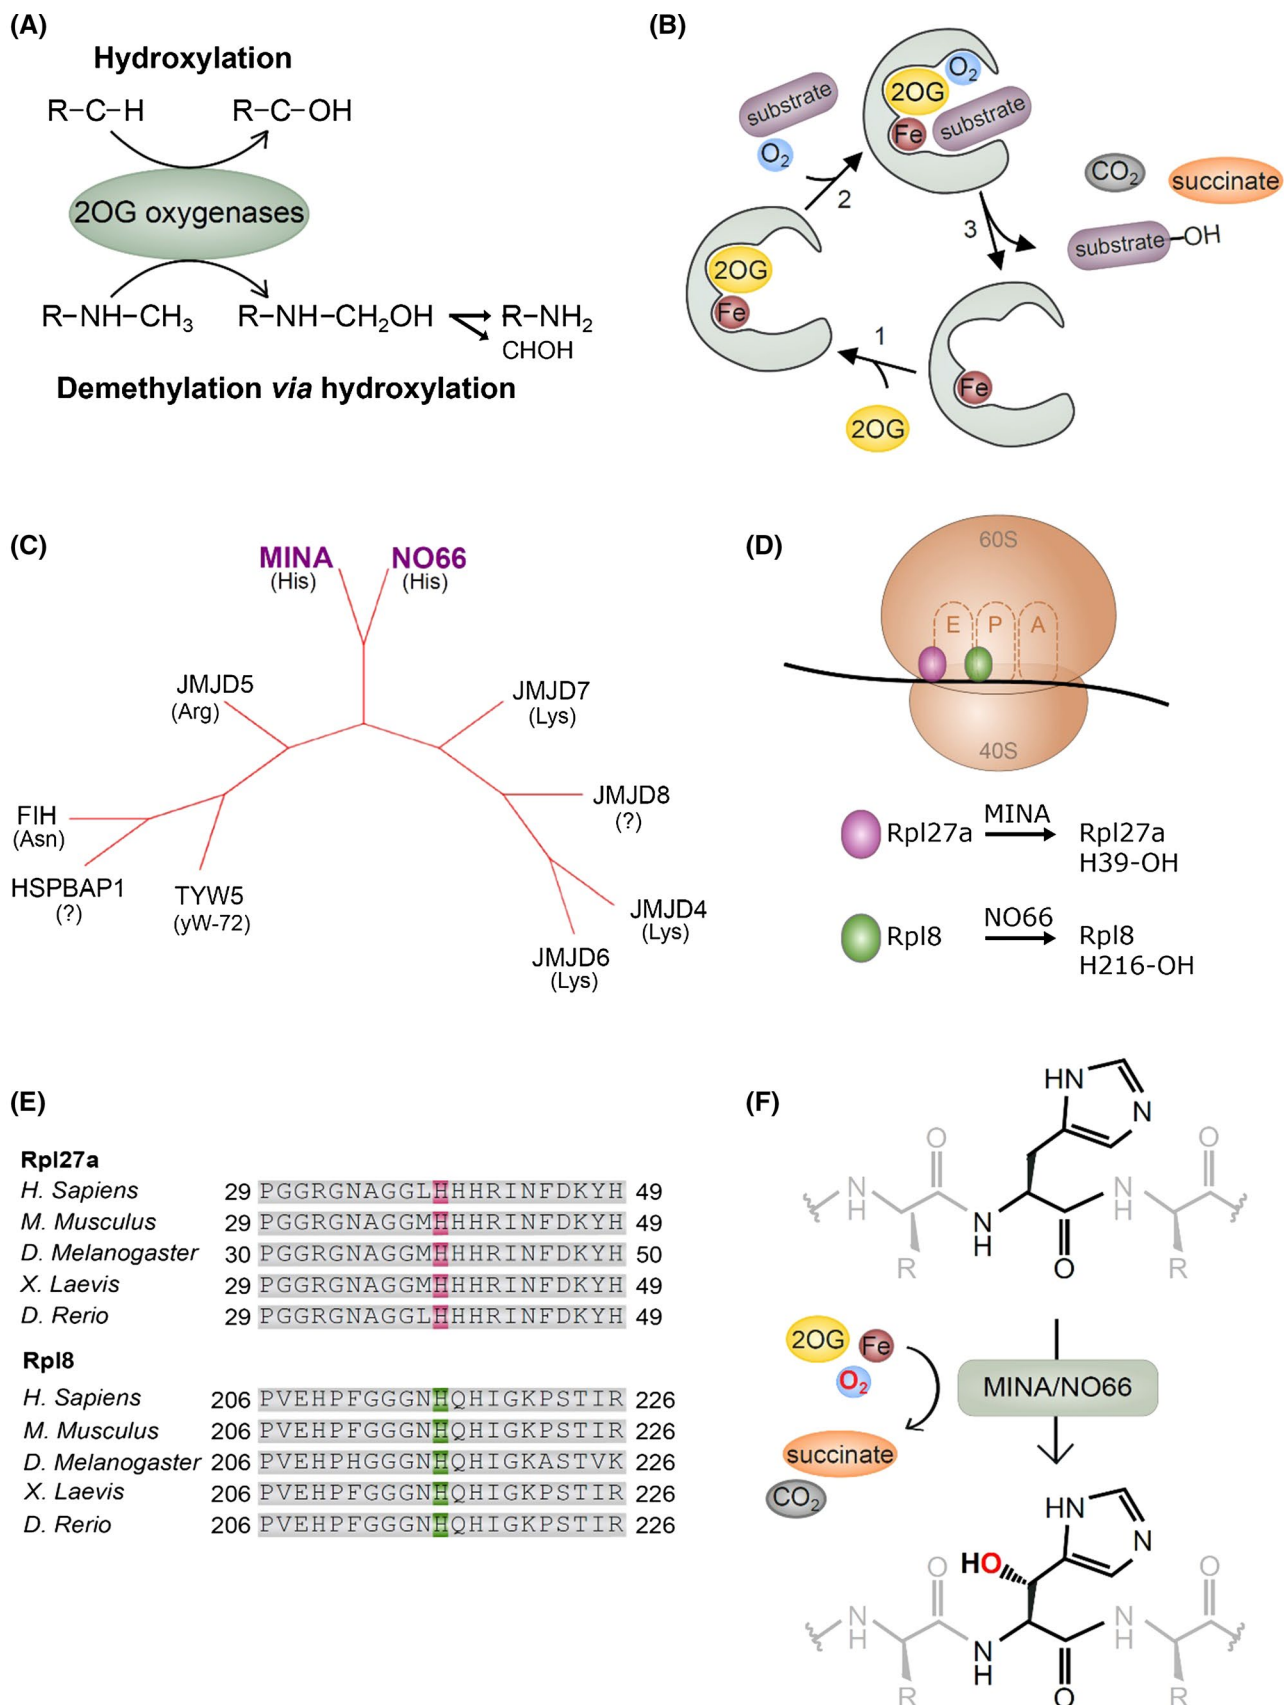 (A)
Hydroxylation
R–C–H R–C–OH
2OG oxygenases
R–NH–CH3 R–NH–CH2OH R–NH2
CHOH
Demethylation via hydroxylation
(B)
O2
2OG
substrate
Fe
substrate
O2
2
CO2
succinate
3
substrate –OH
2OG
Fe
1
Fe
2OG
(C)
MINA NO66
(His) (His)
JMJD5
(Arg)
JMJD7
(Lys)
FIH
(Asn)
JMJD8
(?)
HSPBAP1
(?)
TYW5
(yW-72)
JMJD4
(Lys)
JMJD6
(Lys)
(D)
60S
E P A
40S
Rpl27a MINA Rpl27a
H39-OH
Rpl8 NO66 Rpl8
H216-OH
(E)
Rpl27a
H. Sapiens 29 PGGRGNAGGLHHHRINFDKYH 49
M. Musculus 29 PGGRGNAGGMHHHRINFDKYH 49
D. Melanogaster 30 PGGRGNAGGMHHHRINFDKYH 50
X. Laevis 29 PGGRGNAGGMHHHRINFDKYH 49
D. Rerio 29 PGGRGNAGGLHHHRINFDKYH 49
Rpl8
H. Sapiens 206 PVEHPFGGGNHQHIGKPSTIR 226
M. Musculus 206 PVEHPFGGGNHQHIGKPSTIR 226
D. Melanogaster 206 PVEHPHGGGNHQHIGKASTVK 226
X. Laevis 206 PVEHPFGGGNHQHIGKPSTIR 226
D. Rerio 206 PVEHPFGGGNHQHIGKPSTIR 226
(F)
HN
N
O
O
N
H
N
H
N
H
R
O
R
2OG Fe
O2
MINA/NO66
succinate
CO2
HN
N
HO
O
O
N
H
N
H
N
H
R
O
R